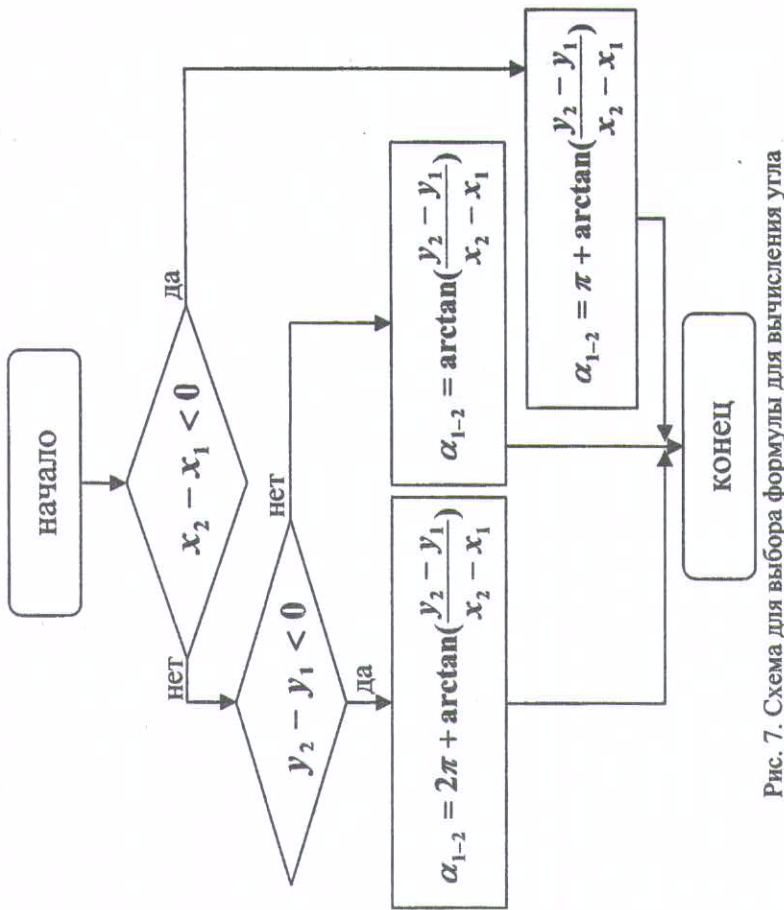 начало
x₂ − x₁ < 0
нет
да
y₂ − y₁ < 0
нет
да
α₁₋₂ = 2π + arctan((y₂ − y₁)/(x₂ − x₁))
α₁₋₂ = arctan((y₂ − y₁)/(x₂ − x₁))
α₁₋₂ = π + arctan((y₂ − y₁)/(x₂ − x₁))
конец
Рис. 7. Схема для выбора формулы для вычисления угла